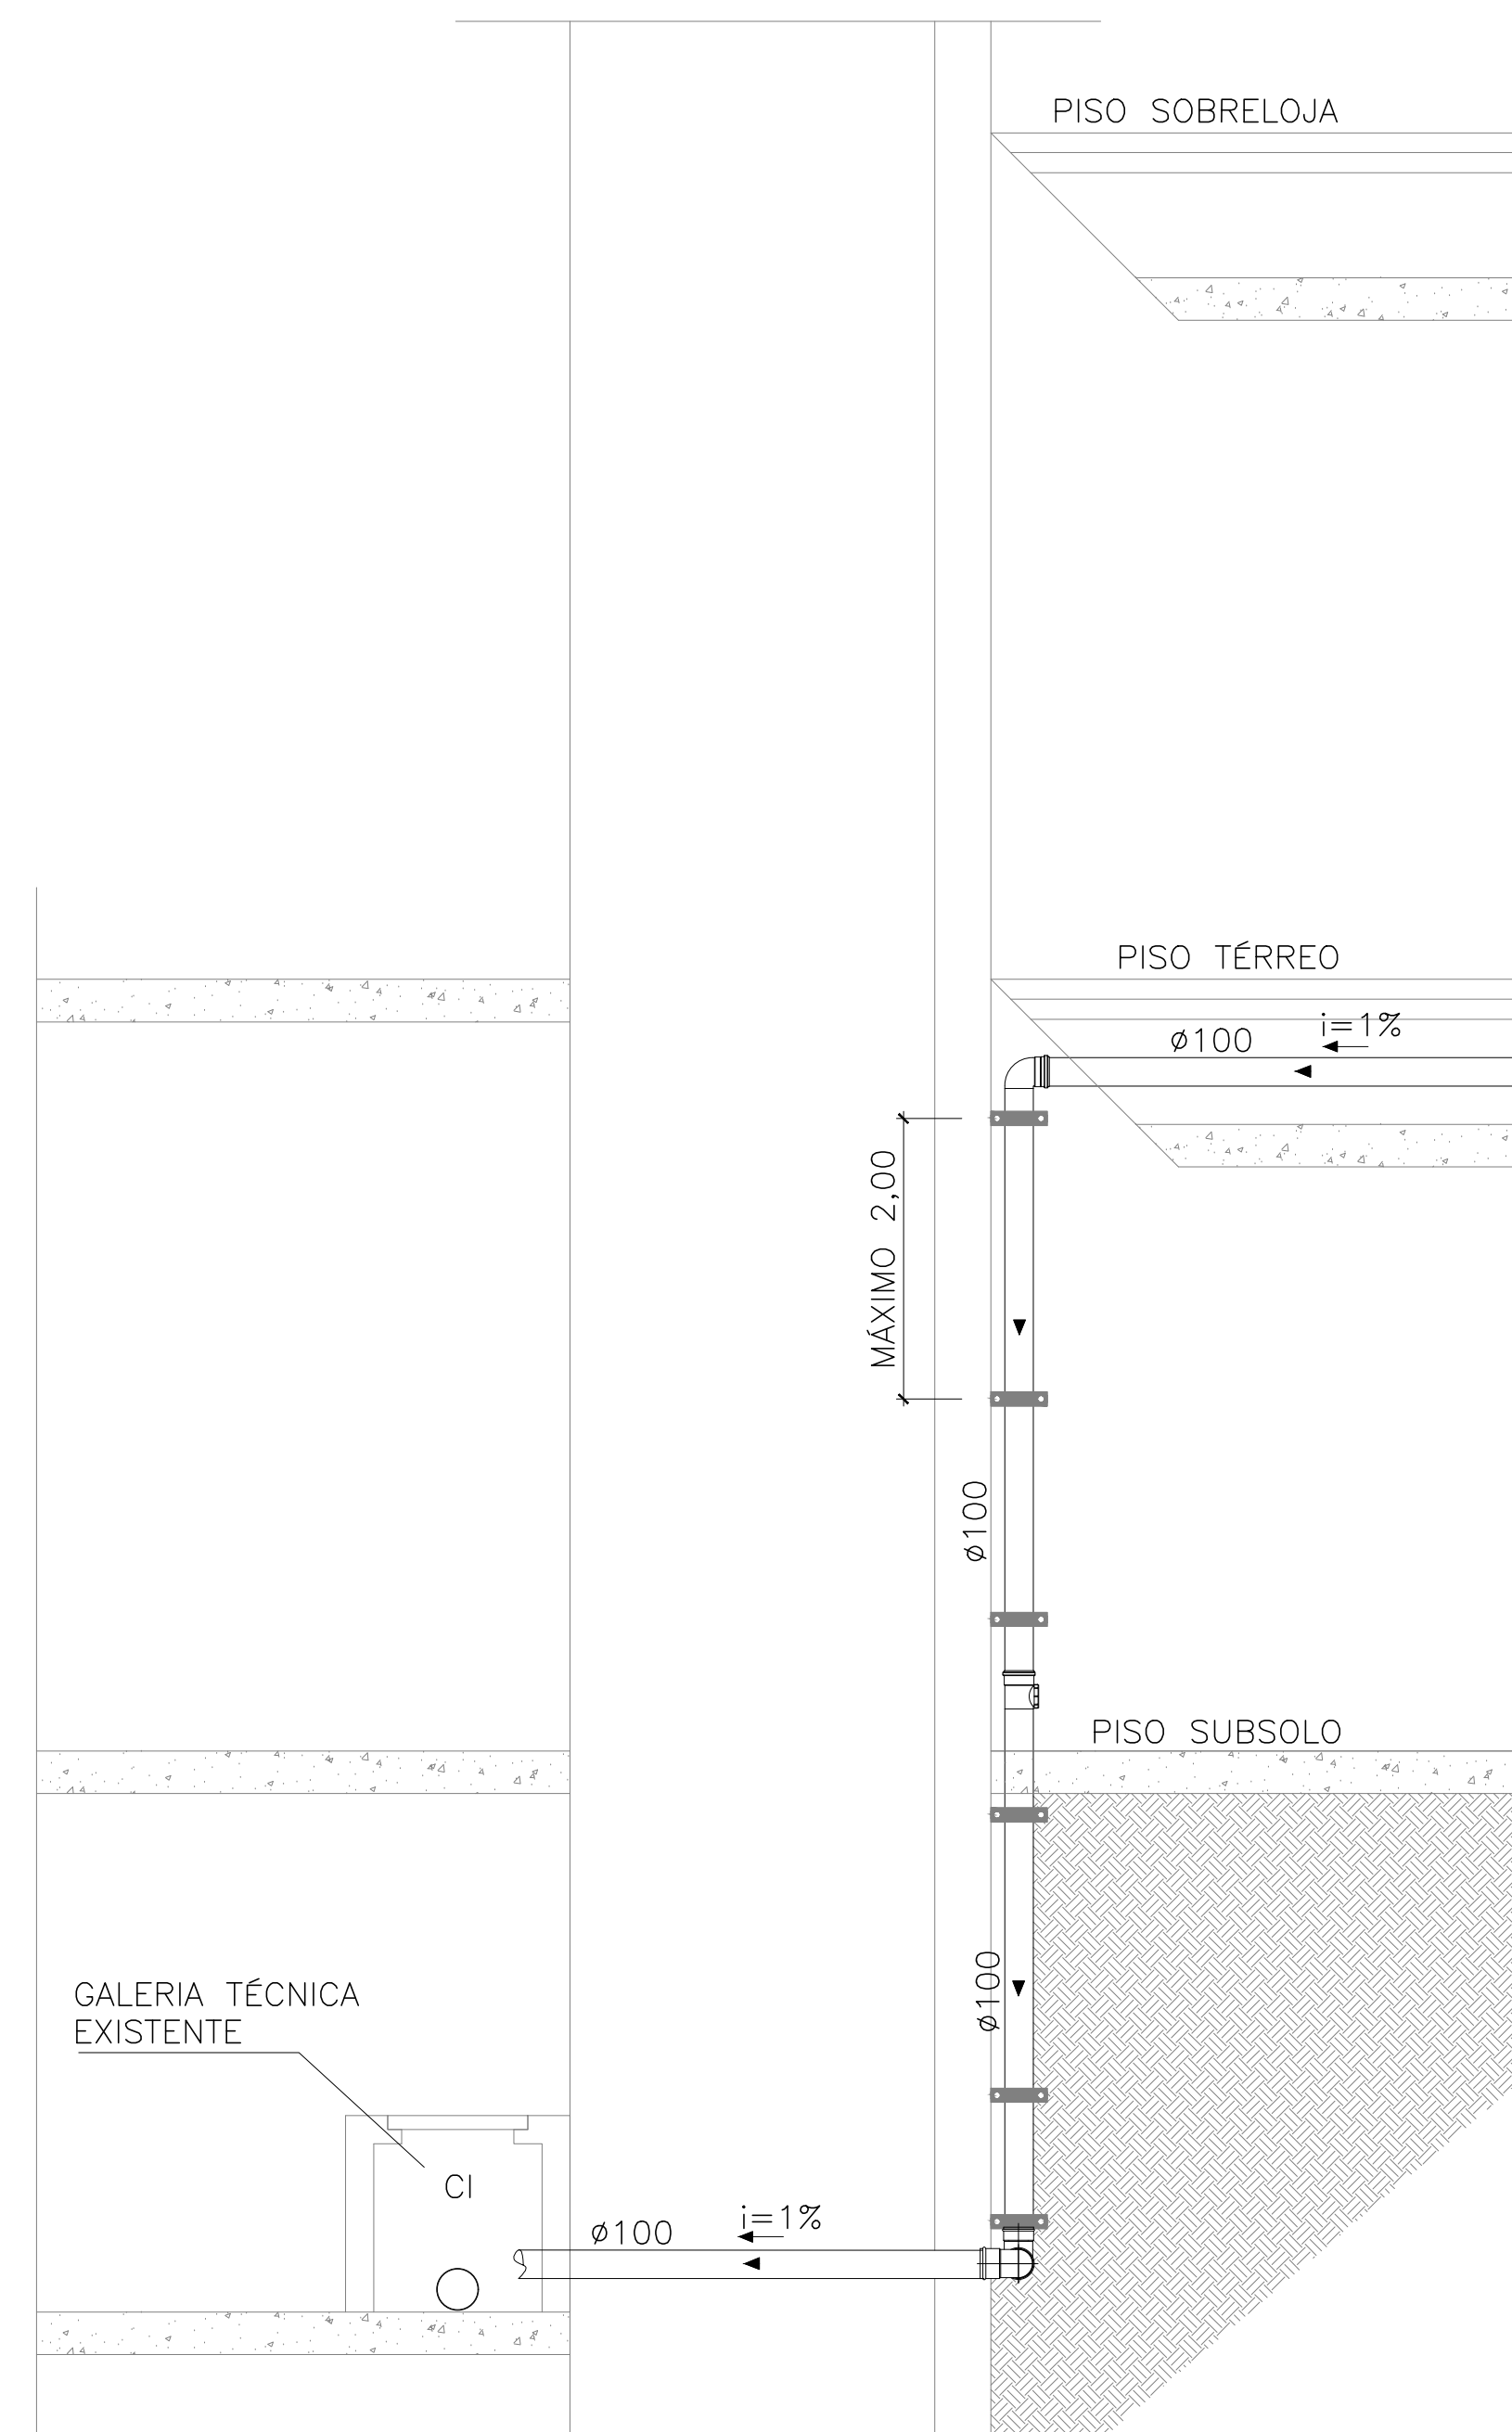 PISO SOBRELOJA
PISO TÉRREO
i=1%
ø100
MÁXIMO 2,00
ø100
PISO SUBSOLO
ø100
GALERIA TÉCNICA
EXISTENTE
CI
i=1%
ø100